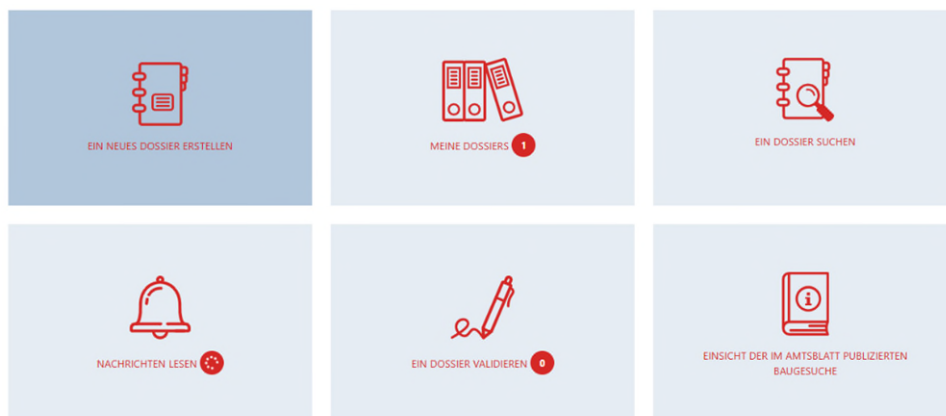 EIN NEUES DOSSIER ERSTELLEN
MEINE DOSSIERS 1
EIN DOSSIER SUCHEN
NACHRICHTEN LESEN
EIN DOSSIER VALIDIEREN 0
EINSICHT DER IM AMTSBLATT PUBLIZIERTEN
BAUGESUCHE